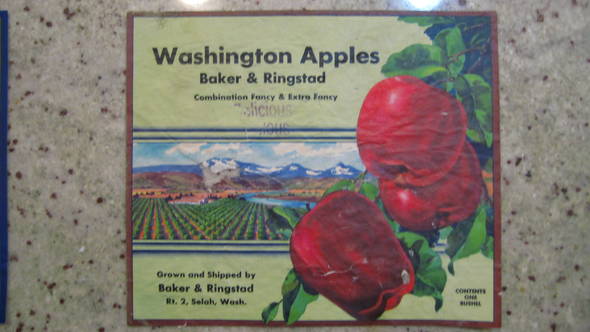 Washington Apples
Baker & Ringstad
Combination Fancy & Extra Fancy
Grown and Shipped by
Baker & Ringstad
Rt. 2, Selah, Wash.
CONTENTS
ONE
BUSHEL